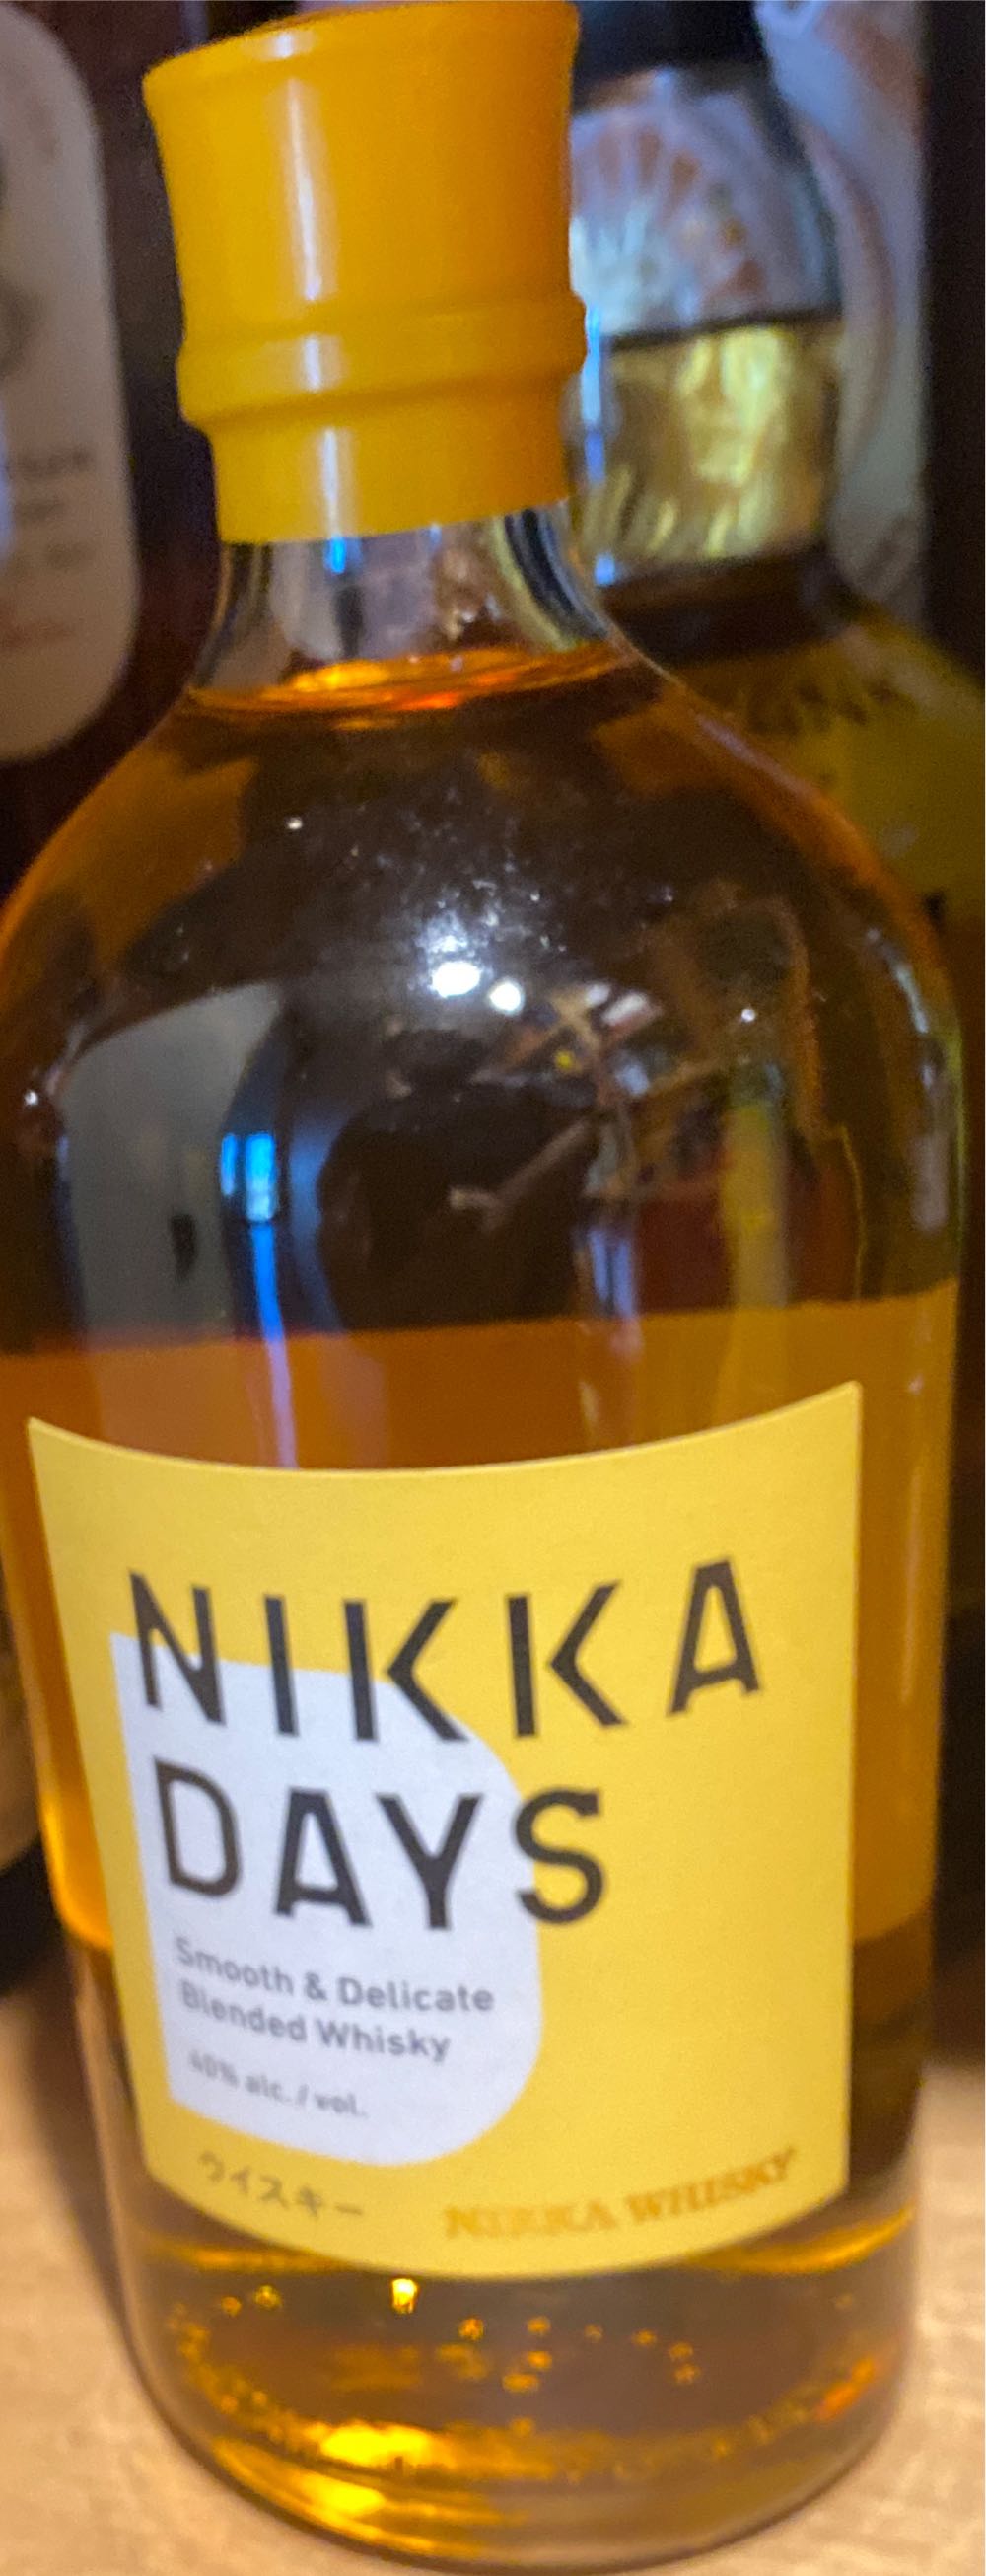 NIKKA
DAYS
Smooth & Delicate
Blended Whisky
40% alc. / vol.
ウイスキー
NIKKA WHISKY